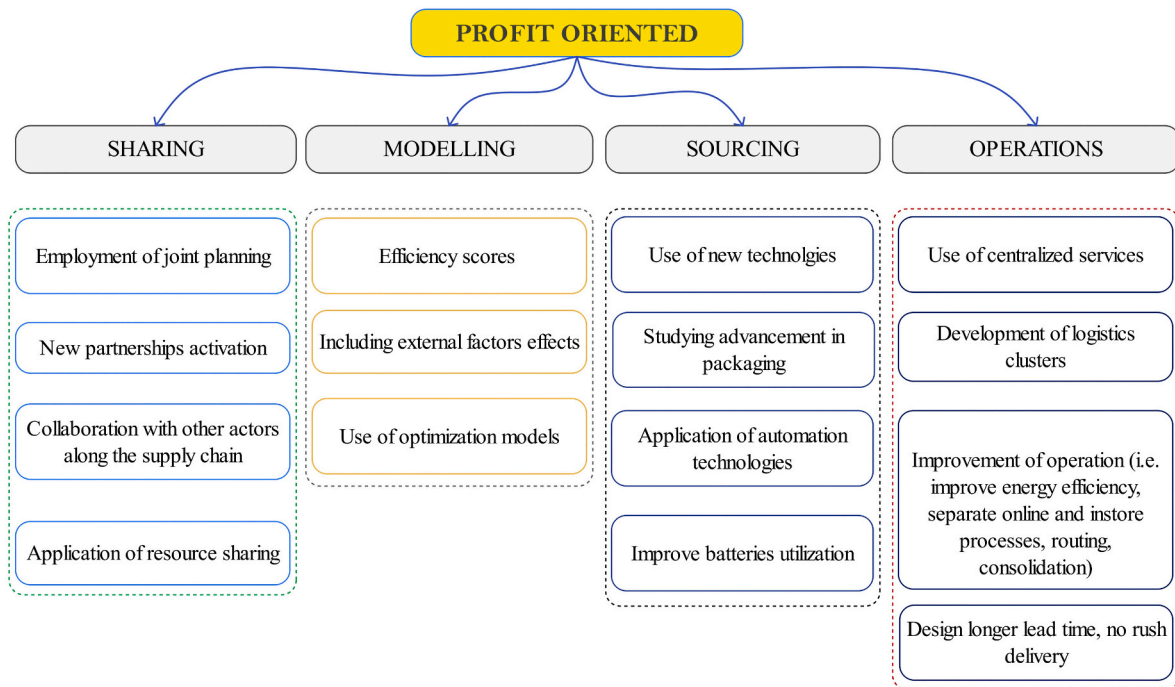 PROFIT ORIENTED
SHARING
MODELLING
SOURCING
OPERATIONS
Employment of joint planning
New partnerships activation
Collaboration with other actors
along the supply chain
Application of resource sharing
Efficiency scores
Including external factors effects
Use of optimization models
Use of new technolgies
Studying advancement in
packaging
Application of automation
technologies
Improve batteries utilization
Use of centralized services
Development of logistics
clusters
Improvement of operation (i.e.
improve energy efficiency,
separate online and instore
processes, routing,
consolidation)
Design longer lead time, no rush
delivery